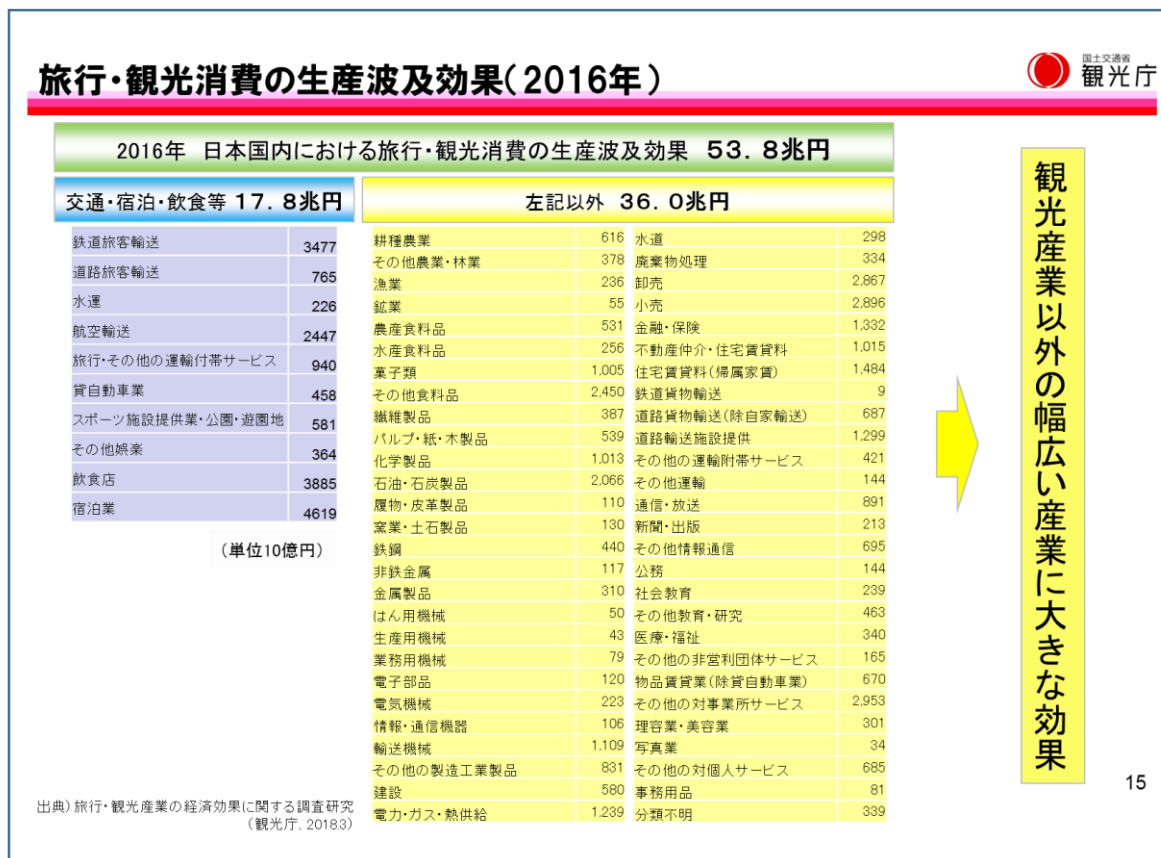 旅行・観光消費の生産波及効果(2016年)
国土交通省
観光庁
2016年 日本国内における旅行・観光消費の生産波及効果 53.8兆円
交通・宿泊・飲食等 17.8兆円
鉄道旅客輸送 3477
道路旅客輸送 765
水運 226
航空輸送 2447
旅行・その他の運輸付帯サービス 940
貸自動車業 458
スポーツ施設提供業・公園・遊園地 581
その他娯楽 364
飲食店 3885
宿泊業 4619
(単位10億円)
左記以外 36.0兆円
耕種農業 616 水道 298
その他農業・林業 378 廃棄物処理 334
漁業 236 卸売 2,867
鉱業 55 小売 2,896
農産食料品 531 金融・保険 1,332
水産食料品 256 不動産仲介・住宅賃貸料 1,015
菓子類 1,005 住宅賃貸料(帰属家賃) 1,484
その他食料品 2,450 鉄道貨物輸送 9
繊維製品 387 道路貨物輸送(除自家輸送) 687
パルプ・紙・木製品 539 道路輸送施設提供 1,299
化学製品 1,013 その他の運輸附帯サービス 421
石油・石炭製品 2,066 その他運輸 144
履物・皮革製品 110 通信・放送 891
窯業・土石製品 130 新聞・出版 213
鉄鋼 440 その他情報通信 695
非鉄金属 117 公務 144
金属製品 310 社会教育 239
はん用機械 50 その他教育・研究 463
生産用機械 43 医療・福祉 340
業務用機械 79 その他の非営利団体サービス 165
電子部品 120 物品賃貸業(除貸自動車業) 670
電気機械 223 その他の対事業所サービス 2,953
情報・通信機器 106 理容業・美容業 301
輸送機械 1,109 写真業 34
その他の製造工業製品 831 その他の対個人サービス 685
建設 580 事務用品 81
電力・ガス・熱供給 1,239 分類不明 339
観光産業以外の幅広い産業に大きな効果
出典)旅行・観光産業の経済効果に関する調査研究
(観光庁、2018.3)
15